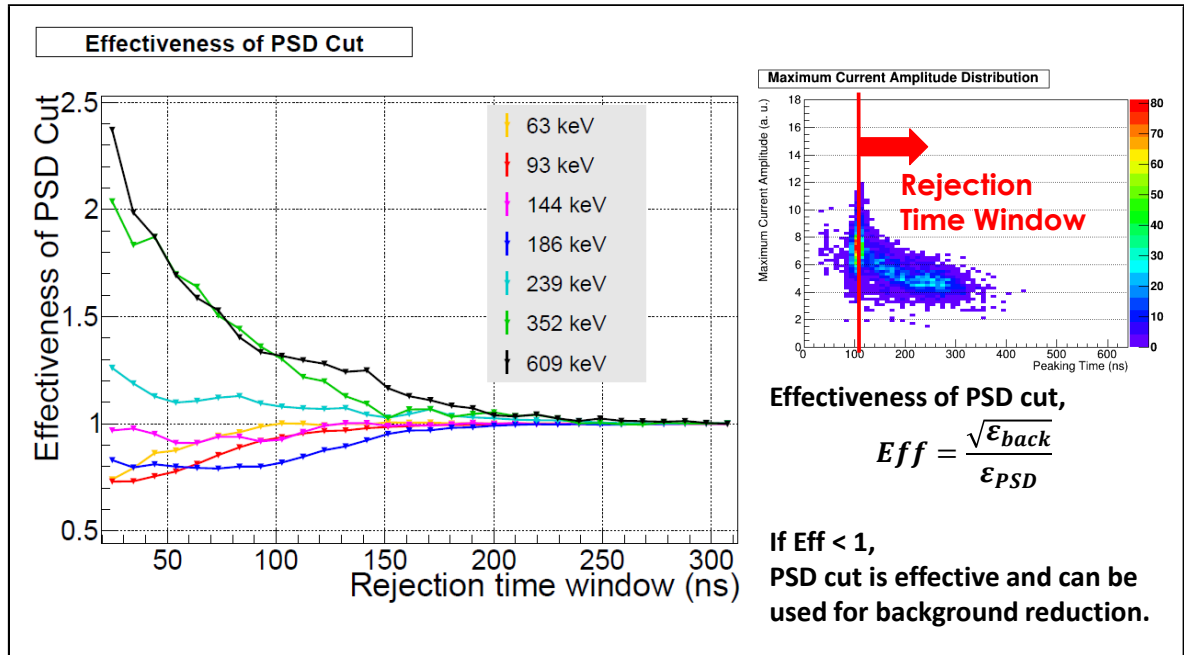 Effectiveness of PSD Cut
Effectiveness of PSD Cut
2.5
2
1.5
1
0.5
50 100 150 200 250 300
Rejection time window (ns)
63 keV
93 keV
144 keV
186 keV
239 keV
352 keV
609 keV
Maximum Current Amplitude Distribution
Maximum Current Amplitude (a. u.)
18
16
14
12
10
8
6
4
2
0
0 100 200 300 400 500 600
Peaking Time (ns)
80
70
60
50
40
30
20
10
0
Rejection
Time Window
Effectiveness of PSD cut,
Eff = √ε_back / ε_PSD
If Eff < 1,
PSD cut is effective and can be
used for background reduction.